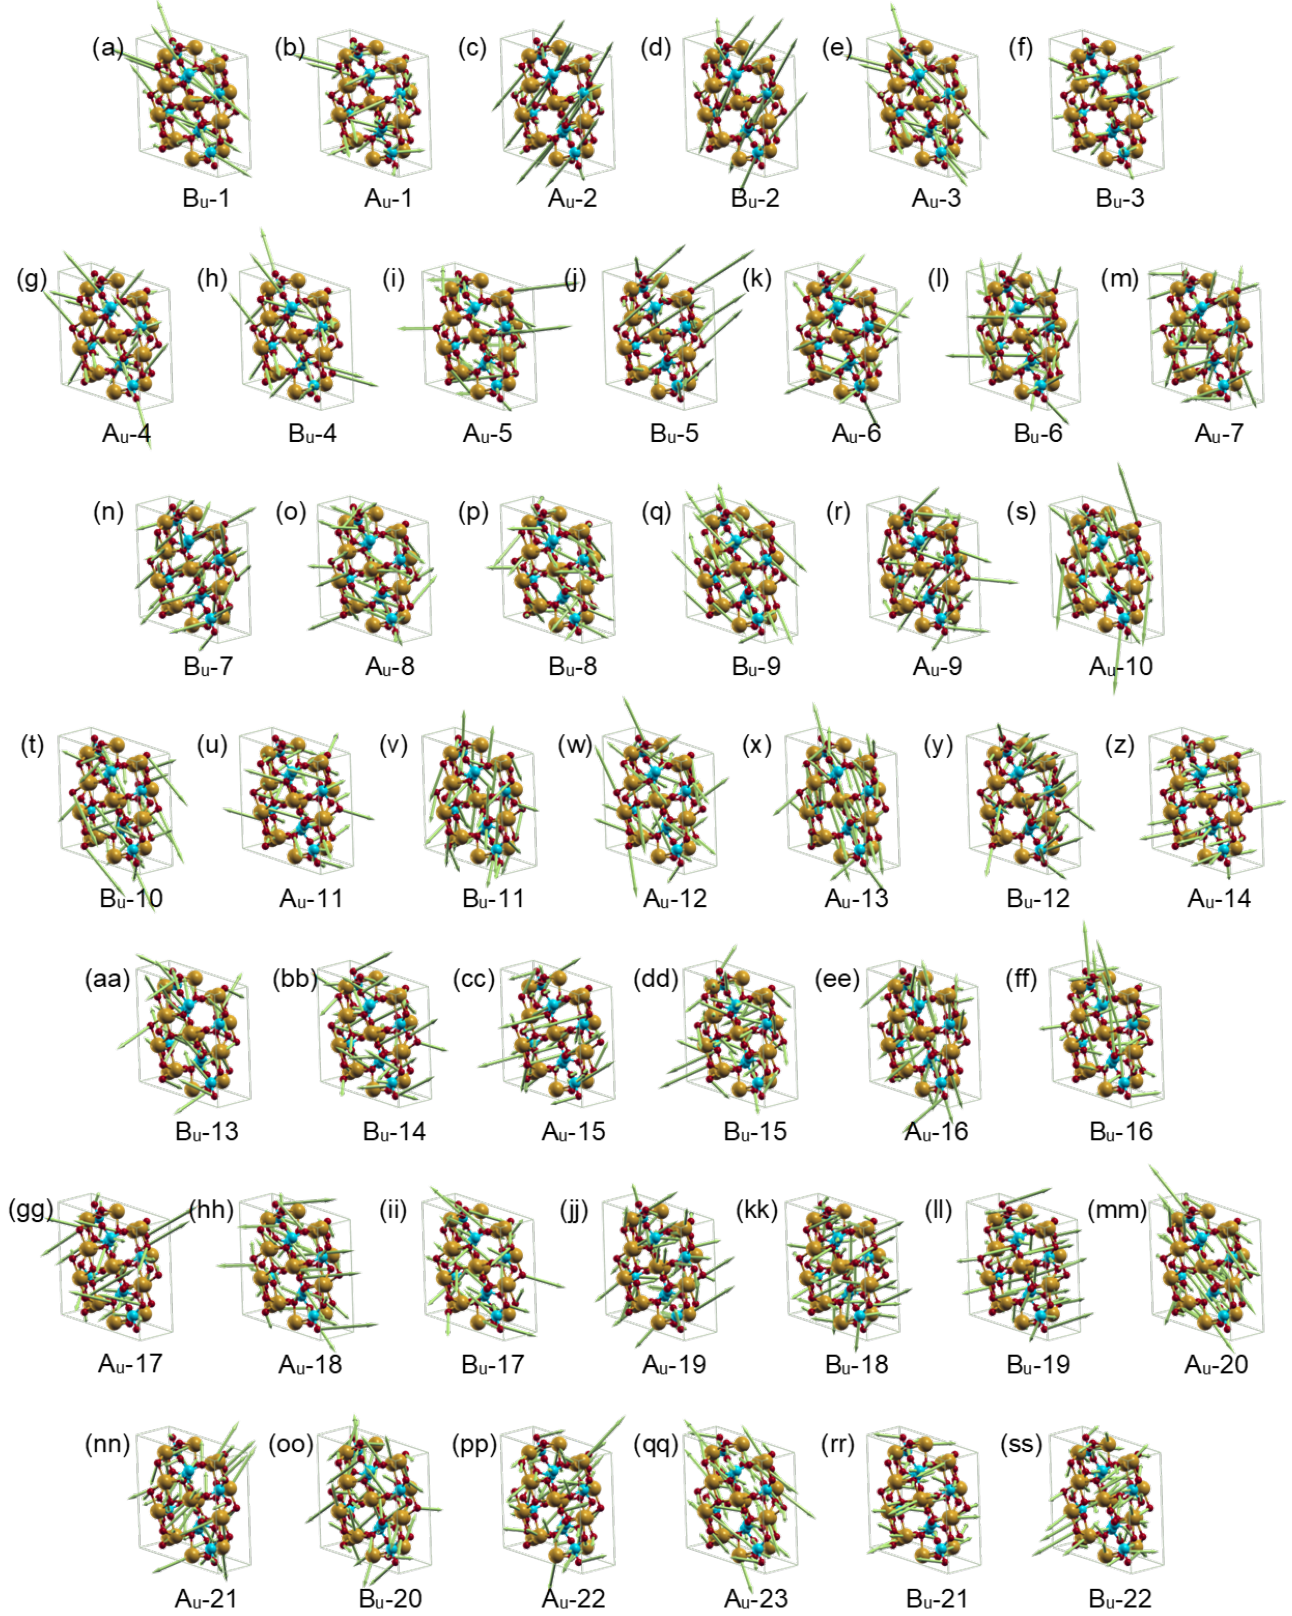 (a) (b) (c) (d) (e) (f)
Bu-1 Au-1 Au-2 Bu-2 Au-3 Bu-3
(g) (h) (i) (j) (k) (l) (m)
Au-4 Bu-4 Au-5 Bu-5 Au-6 Bu-6 Au-7
(n) (o) (p) (q) (r) (s)
Bu-7 Au-8 Bu-8 Bu-9 Au-9 Au-10
(t) (u) (v) (w) (x) (y) (z)
Bu-10 Au-11 Bu-11 Au-12 Au-13 Bu-12 Au-14
(aa) (bb) (cc) (dd) (ee) (ff)
Bu-13 Bu-14 Au-15 Bu-15 Au-16 Bu-16
(gg) (hh) (ii) (jj) (kk) (ll) (mm)
Au-17 Au-18 Bu-17 Au-19 Bu-18 Bu-19 Au-20
(nn) (oo) (pp) (qq) (rr) (ss)
Au-21 Bu-20 Au-22 Au-23 Bu-21 Bu-22